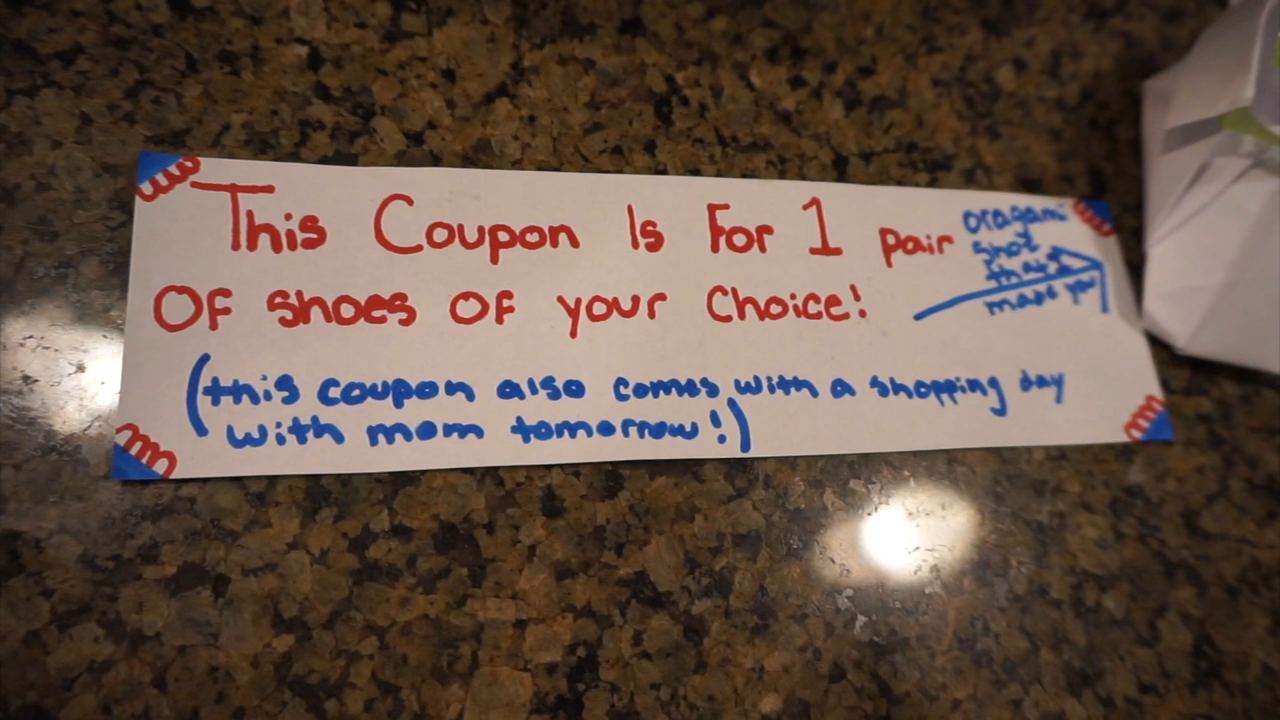 This Coupon Is For 1 pair
OF shoes OF your Choice!
oragami
shoe
made you
(this coupon also comes with a shopping day
with mom tomorrow!)